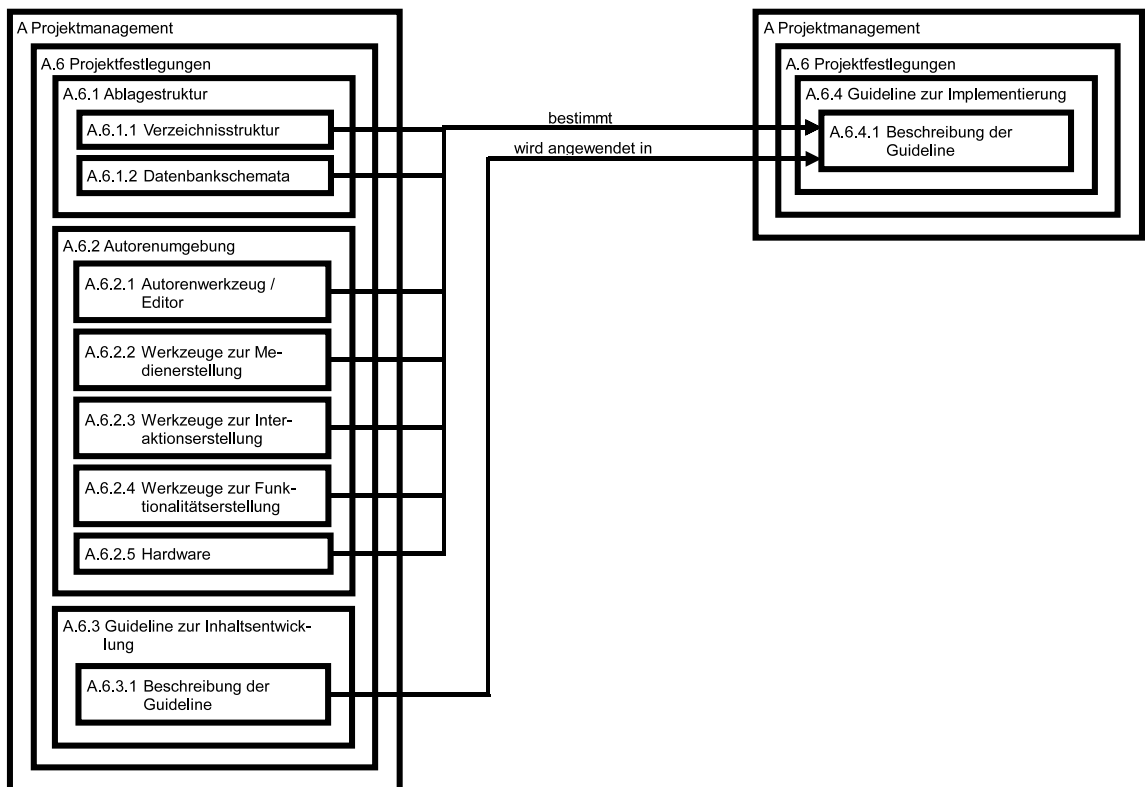 A Projektmanagement
A.6 Projektfestlegungen
A.6.1 Ablagestruktur
A.6.1.1 Verzeichnisstruktur
A.6.1.2 Datenbankschemata
A.6.2 Autorenumgebung
A.6.2.1 Autorenwerkzeug /
Editor
A.6.2.2 Werkzeuge zur Me-
dienerstellung
A.6.2.3 Werkzeuge zur Inter-
aktionserstellung
A.6.2.4 Werkzeuge zur Funk-
tionalitätserstellung
A.6.2.5 Hardware
A.6.3 Guideline zur Inhaltsentwick-
lung
A.6.3.1 Beschreibung der
Guideline
bestimmt
wird angewendet in
A Projektmanagement
A.6 Projektfestlegungen
A.6.4 Guideline zur Implementierung
A.6.4.1 Beschreibung der
Guideline